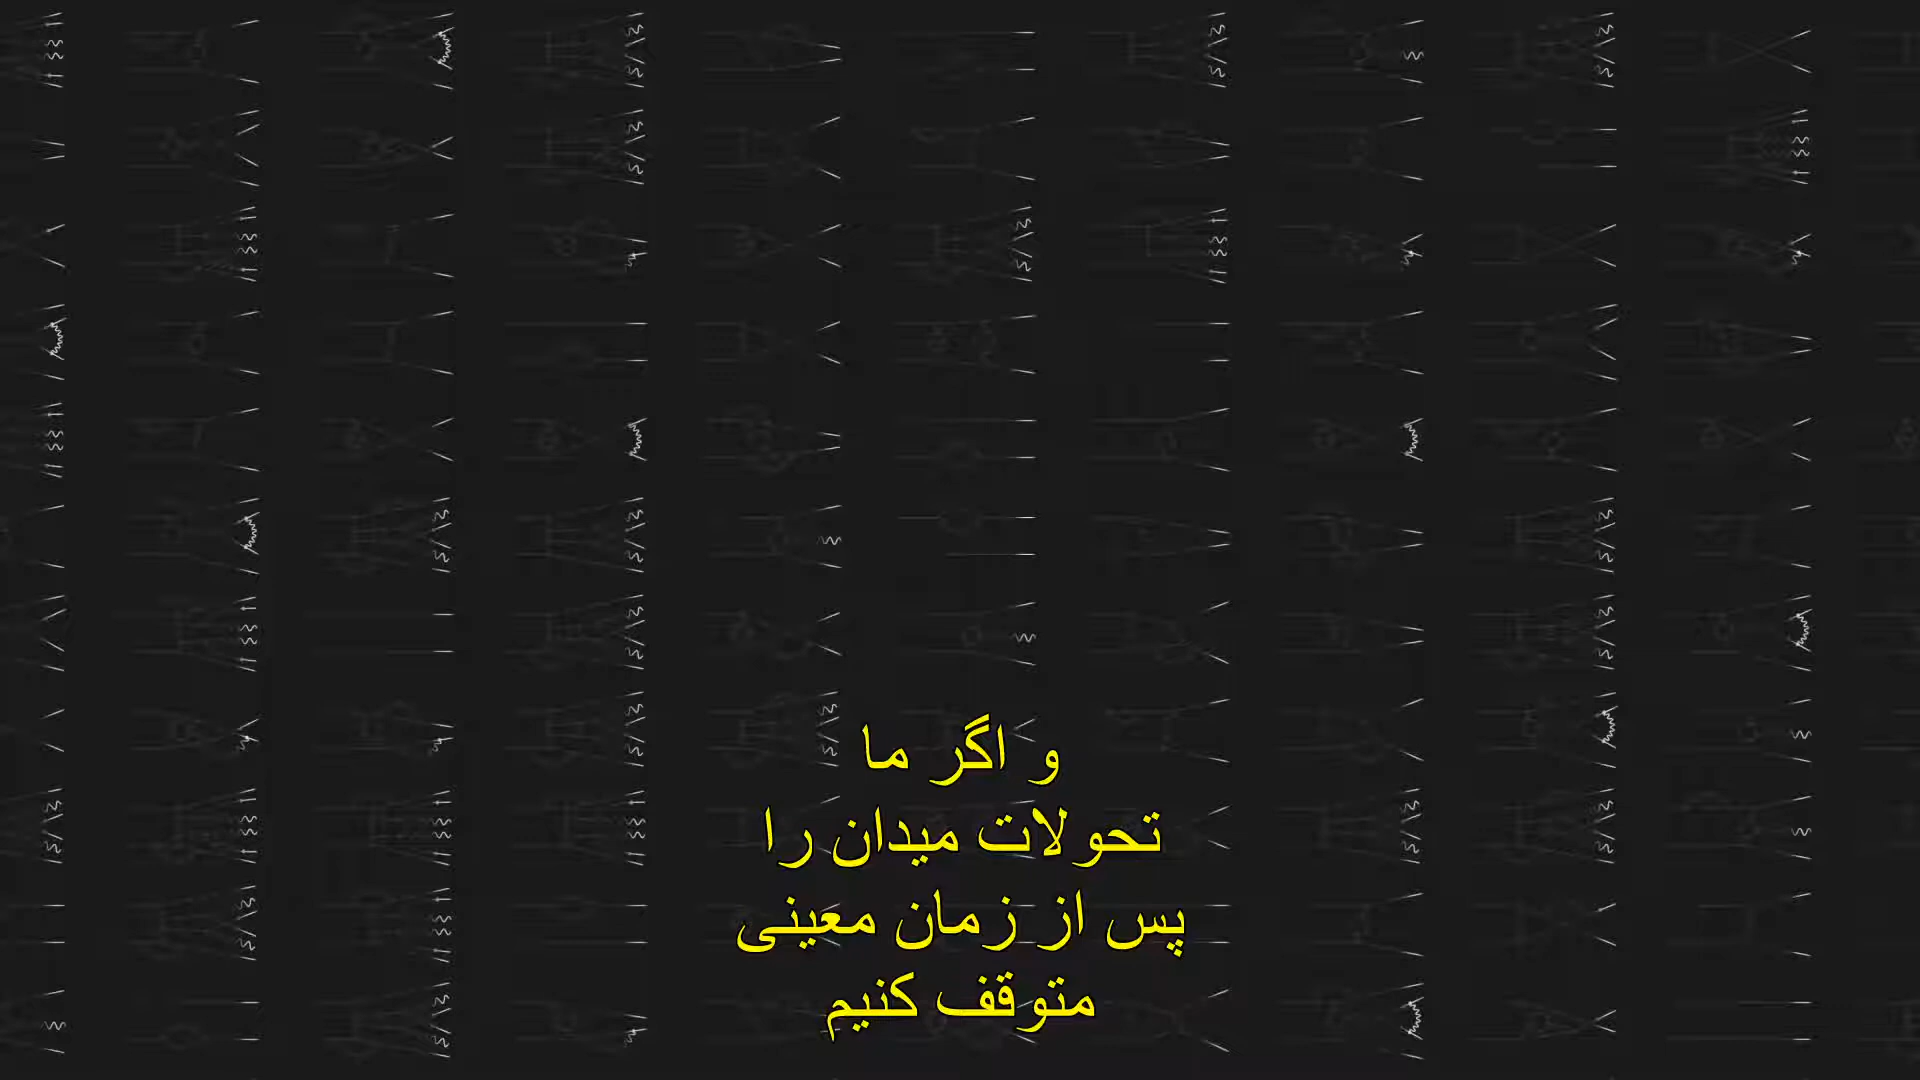 و اگر ما
تحولات میدان را
پس از زمان معینی
متوقف کنیم